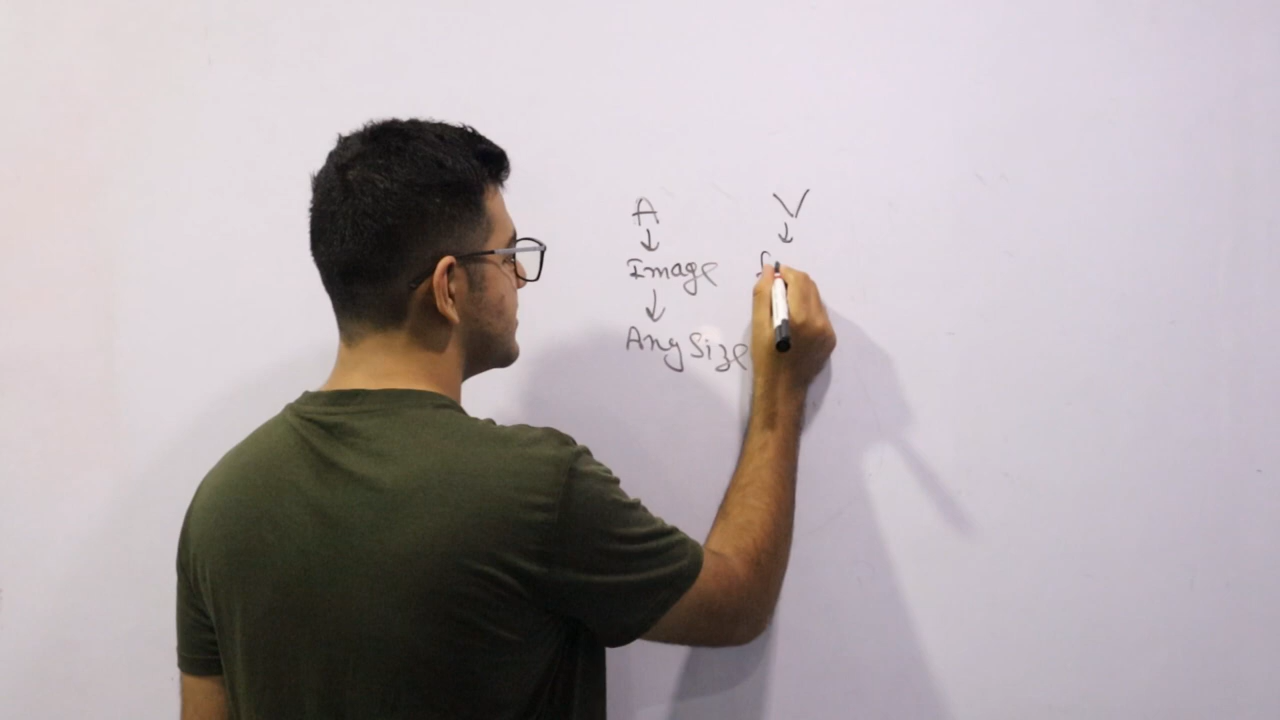 A V
↓ ↓
Image
↓
Any Size